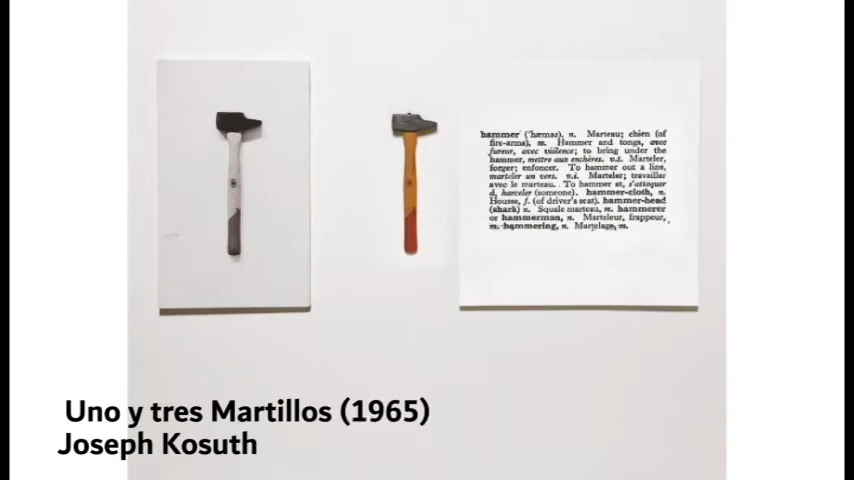 hammer ('hæmə), n. Marteau; chien (of
fire-arms), m. Hammer and tongs, avec
fureur, avec violence; to bring under the
hammer, mettre aux enchères. v.t. Marteler,
forger; enfoncer. To hammer out a line,
marteler un vers. v.i. Marteler; travailler
avec le marteau. To hammer at, s'attaquer
à, harceler (someone). hammer-cloth, n.
Housse, f. (of driver's seat). hammer-head
(shark) n. Squale marteau, m. hammerer
or hammerman, n. Marteleur, frappeur,
m. hammering, n. Martelage, m.
Uno y tres Martillos (1965)
Joseph Kosuth